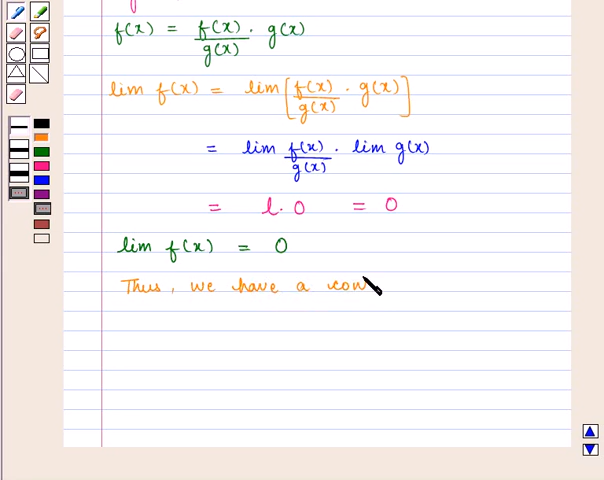 f(x) = f(x)/g(x) · g(x)
lim f(x) = lim [f(x)/g(x) · g(x)]
= lim f(x)/g(x) · lim g(x)
= l · 0 = 0
lim f(x) = 0
Thus, we have a con